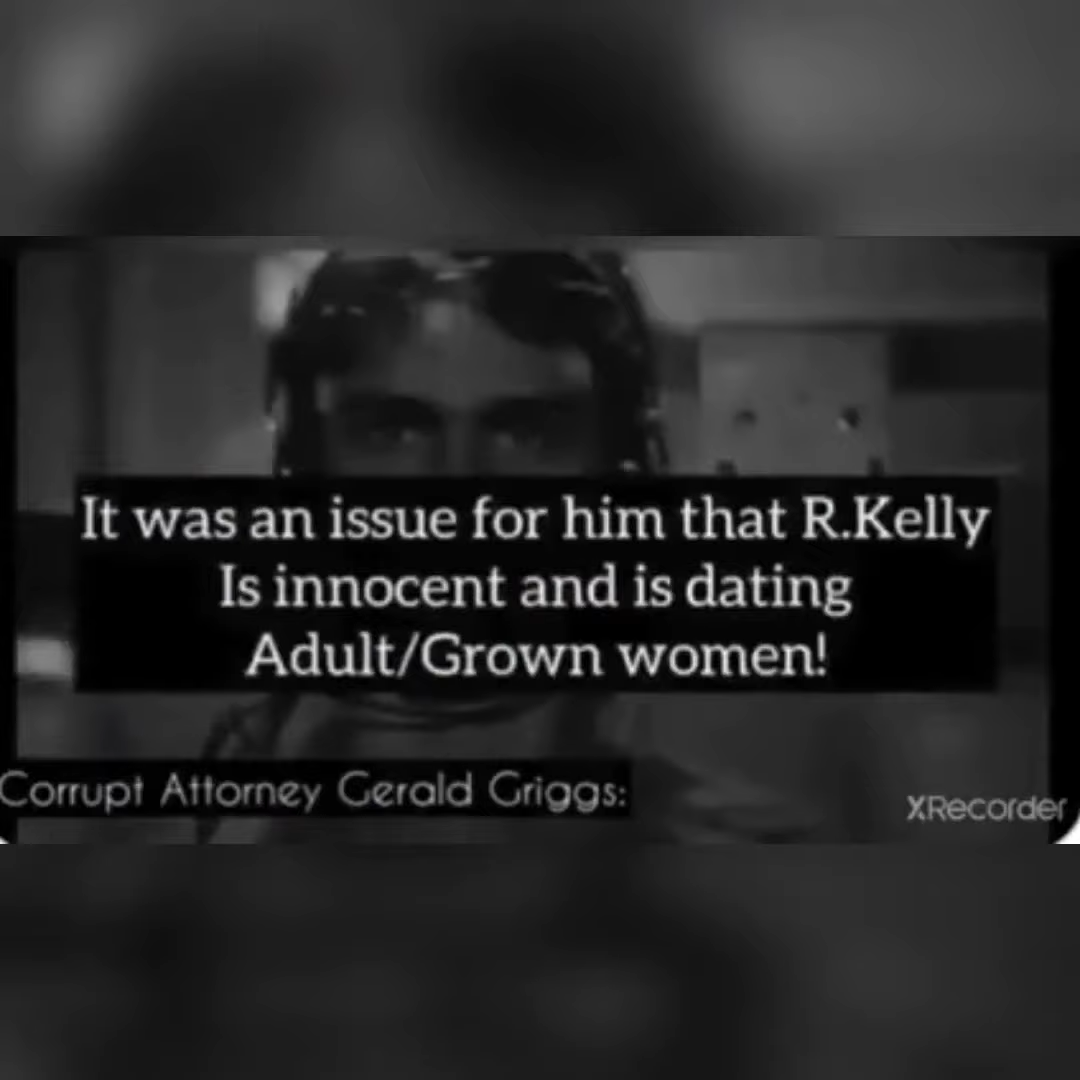 It was an issue for him that R.Kelly
Is innocent and is dating
Adult/Grown women!
Corrupt Attorney Gerald Griggs:
XRecorder